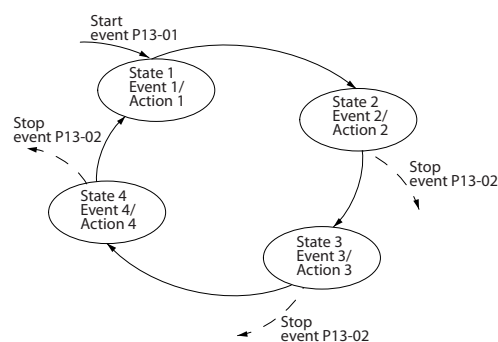 Start
event P13-01
State 1
Event 1/
Action 1
State 2
Event 2/
Action 2
Stop
event P13-02
Stop
event P13-02
State 4
Event 4/
Action 4
State 3
Event 3/
Action 3
Stop
event P13-02